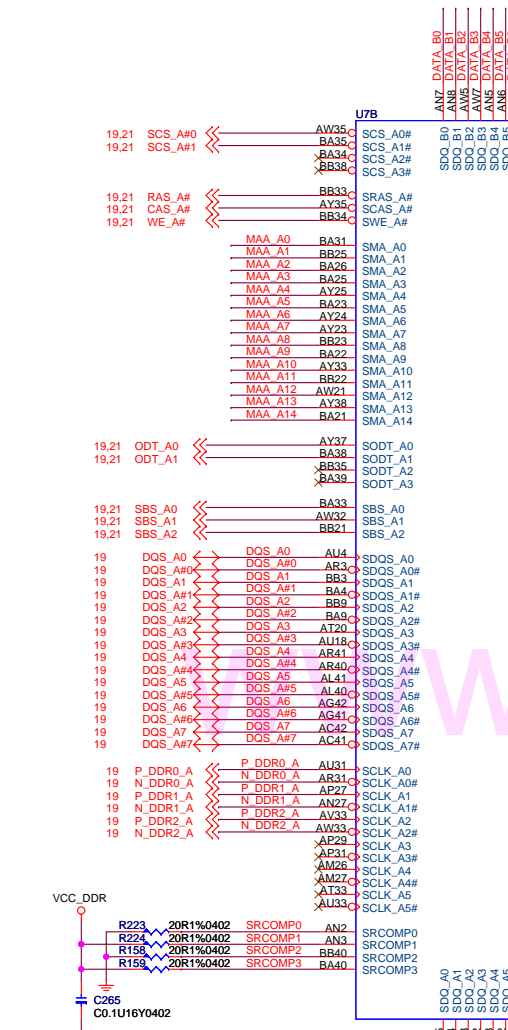 DATA_B0
DATA_B1
DATA_B2
DATA_B3
DATA_B4
DATA_B5
AN7
AN8
AW5
AW7
AN5
AN6
U7B
SDQ_B0
SDQ_B1
SDQ_B2
SDQ_B3
SDQ_B4
SDQ_B5
19,21 SCS_A#0 AW35 SCS_A0#
19,21 SCS_A#1 BA35 SCS_A1#
BA34 SCS_A2#
BB38 SCS_A3#
19,21 RAS_A# BB33 SRAS_A#
19,21 CAS_A# AY35 SCAS_A#
19,21 WE_A# BB34 SWE_A#
MAA_A0 BA31 SMA_A0
MAA_A1 BB25 SMA_A1
MAA_A2 BA26 SMA_A2
MAA_A3 BA25 SMA_A3
MAA_A4 AY25 SMA_A4
MAA_A5 BA23 SMA_A5
MAA_A6 AY24 SMA_A6
MAA_A7 AY23 SMA_A7
MAA_A8 BB23 SMA_A8
MAA_A9 BA22 SMA_A9
MAA_A10 AY33 SMA_A10
MAA_A11 BB22 SMA_A11
MAA_A12 AW21 SMA_A12
MAA_A13 AY38 SMA_A13
MAA_A14 BA21 SMA_A14
19,21 ODT_A0 AY37 SODT_A0
19,21 ODT_A1 BA38 SODT_A1
BB35 SODT_A2
BA39 SODT_A3
19,21 SBS_A0 BA33 SBS_A0
19,21 SBS_A1 AW32 SBS_A1
19,21 SBS_A2 BB21 SBS_A2
19 DQS_A0 DQS_A0 AU4 SDQS_A0
19 DQS_A#0 DQS_A#0 AR3 SDQS_A0#
19 DQS_A1 DQS_A1 BB3 SDQS_A1
19 DQS_A#1 DQS_A#1 BA4 SDQS_A1#
19 DQS_A2 DQS_A2 BB9 SDQS_A2
19 DQS_A#2 DQS_A#2 BA9 SDQS_A2#
19 DQS_A3 DQS_A3 AT20 SDQS_A3
19 DQS_A#3 DQS_A#3 AU18 SDQS_A3#
19 DQS_A4 DQS_A4 AR41 SDQS_A4
19 DQS_A#4 DQS_A#4 AR40 SDQS_A4#
19 DQS_A5 DQS_A5 AL41 SDQS_A5
19 DQS_A#5 DQS_A#5 AL40 SDQS_A5#
19 DQS_A6 DQS_A6 AG42 SDQS_A6
19 DQS_A#6 DQS_A#6 AG41 SDQS_A6#
19 DQS_A7 DQS_A7 AC42 SDQS_A7
19 DQS_A#7 DQS_A#7 AC41 SDQS_A7#
19 P_DDR0_A P_DDR0_A AU31 SCLK_A0
19 N_DDR0_A N_DDR0_A AR31 SCLK_A0#
19 P_DDR1_A P_DDR1_A AP27 SCLK_A1
19 N_DDR1_A N_DDR1_A AN27 SCLK_A1#
19 P_DDR2_A P_DDR2_A AV33 SCLK_A2
19 N_DDR2_A N_DDR2_A AW33 SCLK_A2#
AP29 SCLK_A3
AP31 SCLK_A3#
AM26 SCLK_A4
AM27 SCLK_A4#
AT33 SCLK_A5
AU33 SCLK_A5#
VCC_DDR
R223 20R1%0402 SRCOMP0 AN2 SRCOMP0
R224 20R1%0402 SRCOMP1 AN3 SRCOMP1
R158 20R1%0402 SRCOMP2 BB40 SRCOMP2
R159 20R1%0402 SRCOMP3 BA40 SRCOMP3
C265
C0.1U16Y0402
SDQ_A0
SDQ_A1
SDQ_A2
SDQ_A3
SDQ_A4
SDQ_A5